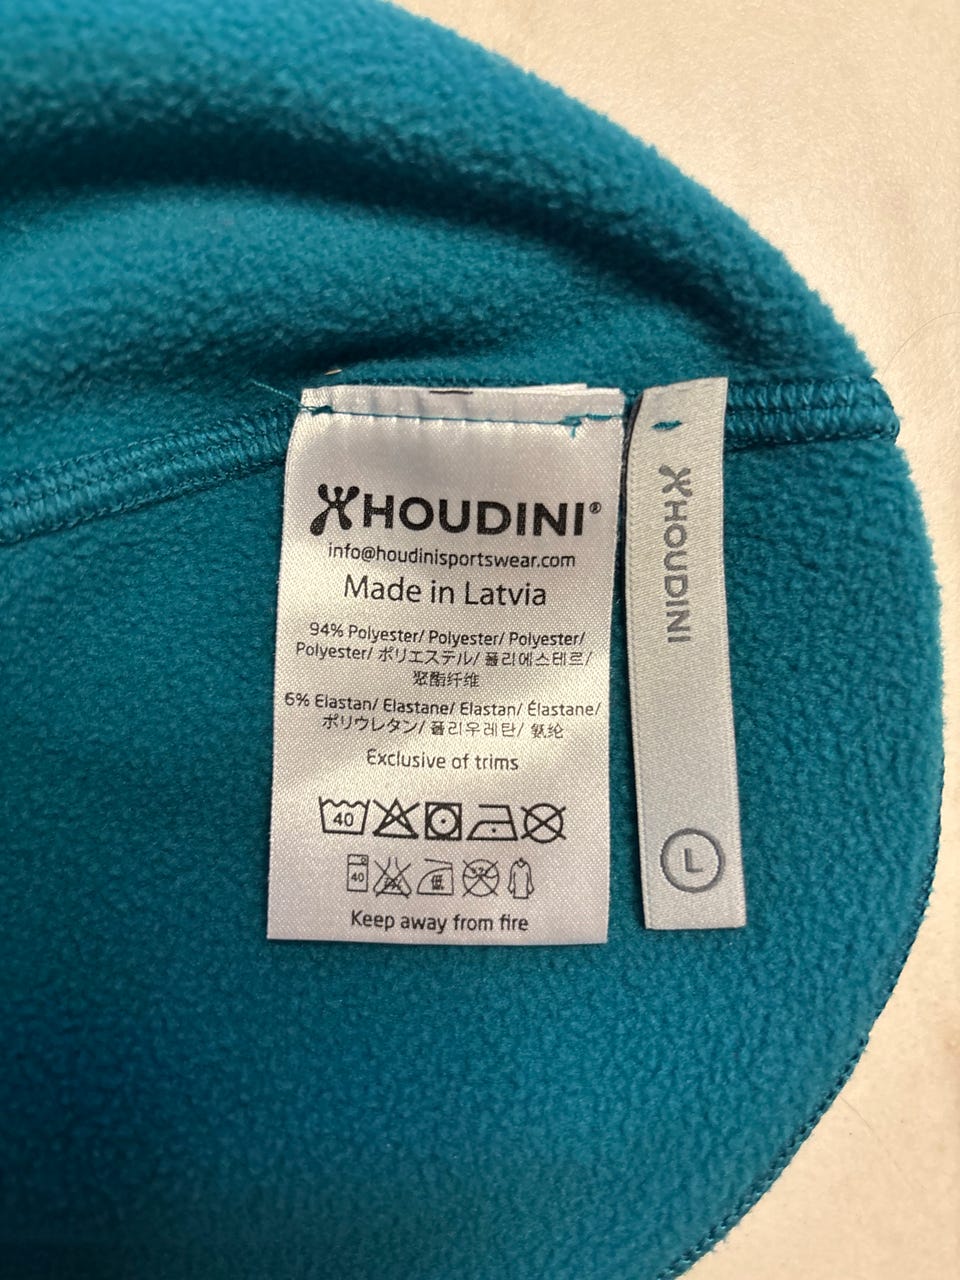 HOUDINI®
info@houdinisportswear.com
Made in Latvia
94% Polyester/ Polyester/ Polyester/
Polyester/ ポリエステル/ 폴리에스테르/
聚酯纤维
6% Elastan/ Elastane/ Elastan/ Élastane/
ポリウレタン/ 폴리우레탄/ 氨纶
Exclusive of trims
40
40 低
Keep away from fire
HOUDINI
L